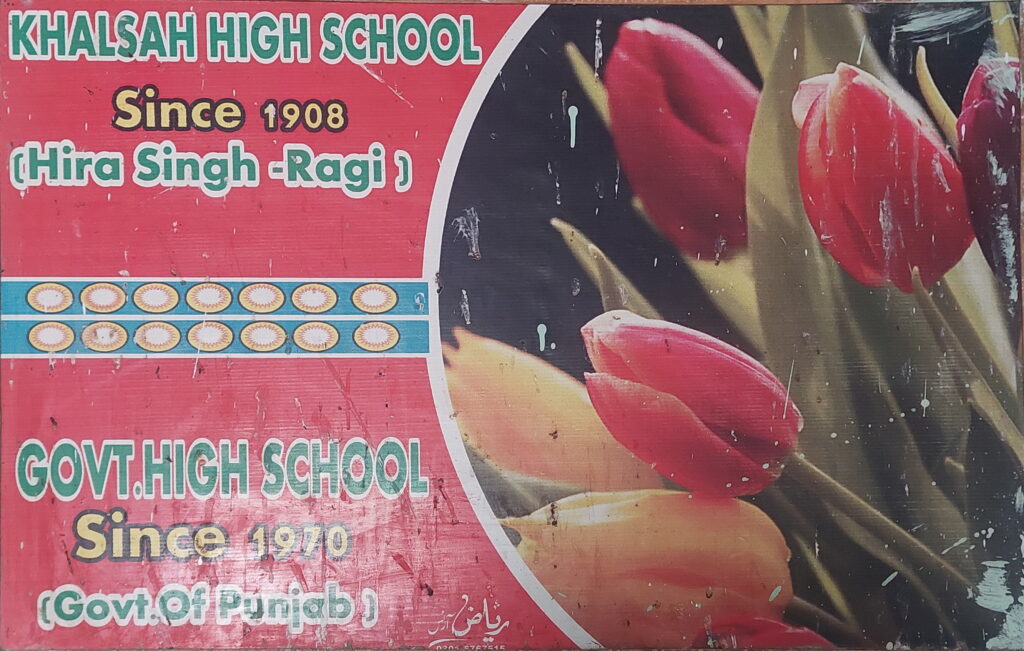 KHALSAH HIGH SCHOOL
Since 1908
(Hira Singh -Ragi )
GOVT.HIGH SCHOOL
Since 1970
(Govt.Of Punjab )
ریاض